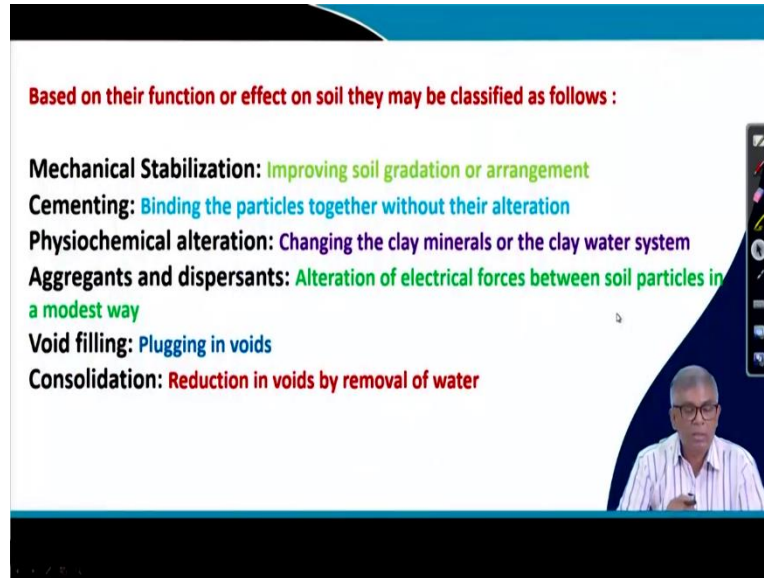 Based on their function or effect on soil they may be classified as follows :
Mechanical Stabilization: Improving soil gradation or arrangement
Cementing: Binding the particles together without their alteration
Physiochemical alteration: Changing the clay minerals or the clay water system
Aggregants and dispersants: Alteration of electrical forces between soil particles in
a modest way
Void filling: Plugging in voids
Consolidation: Reduction in voids by removal of water